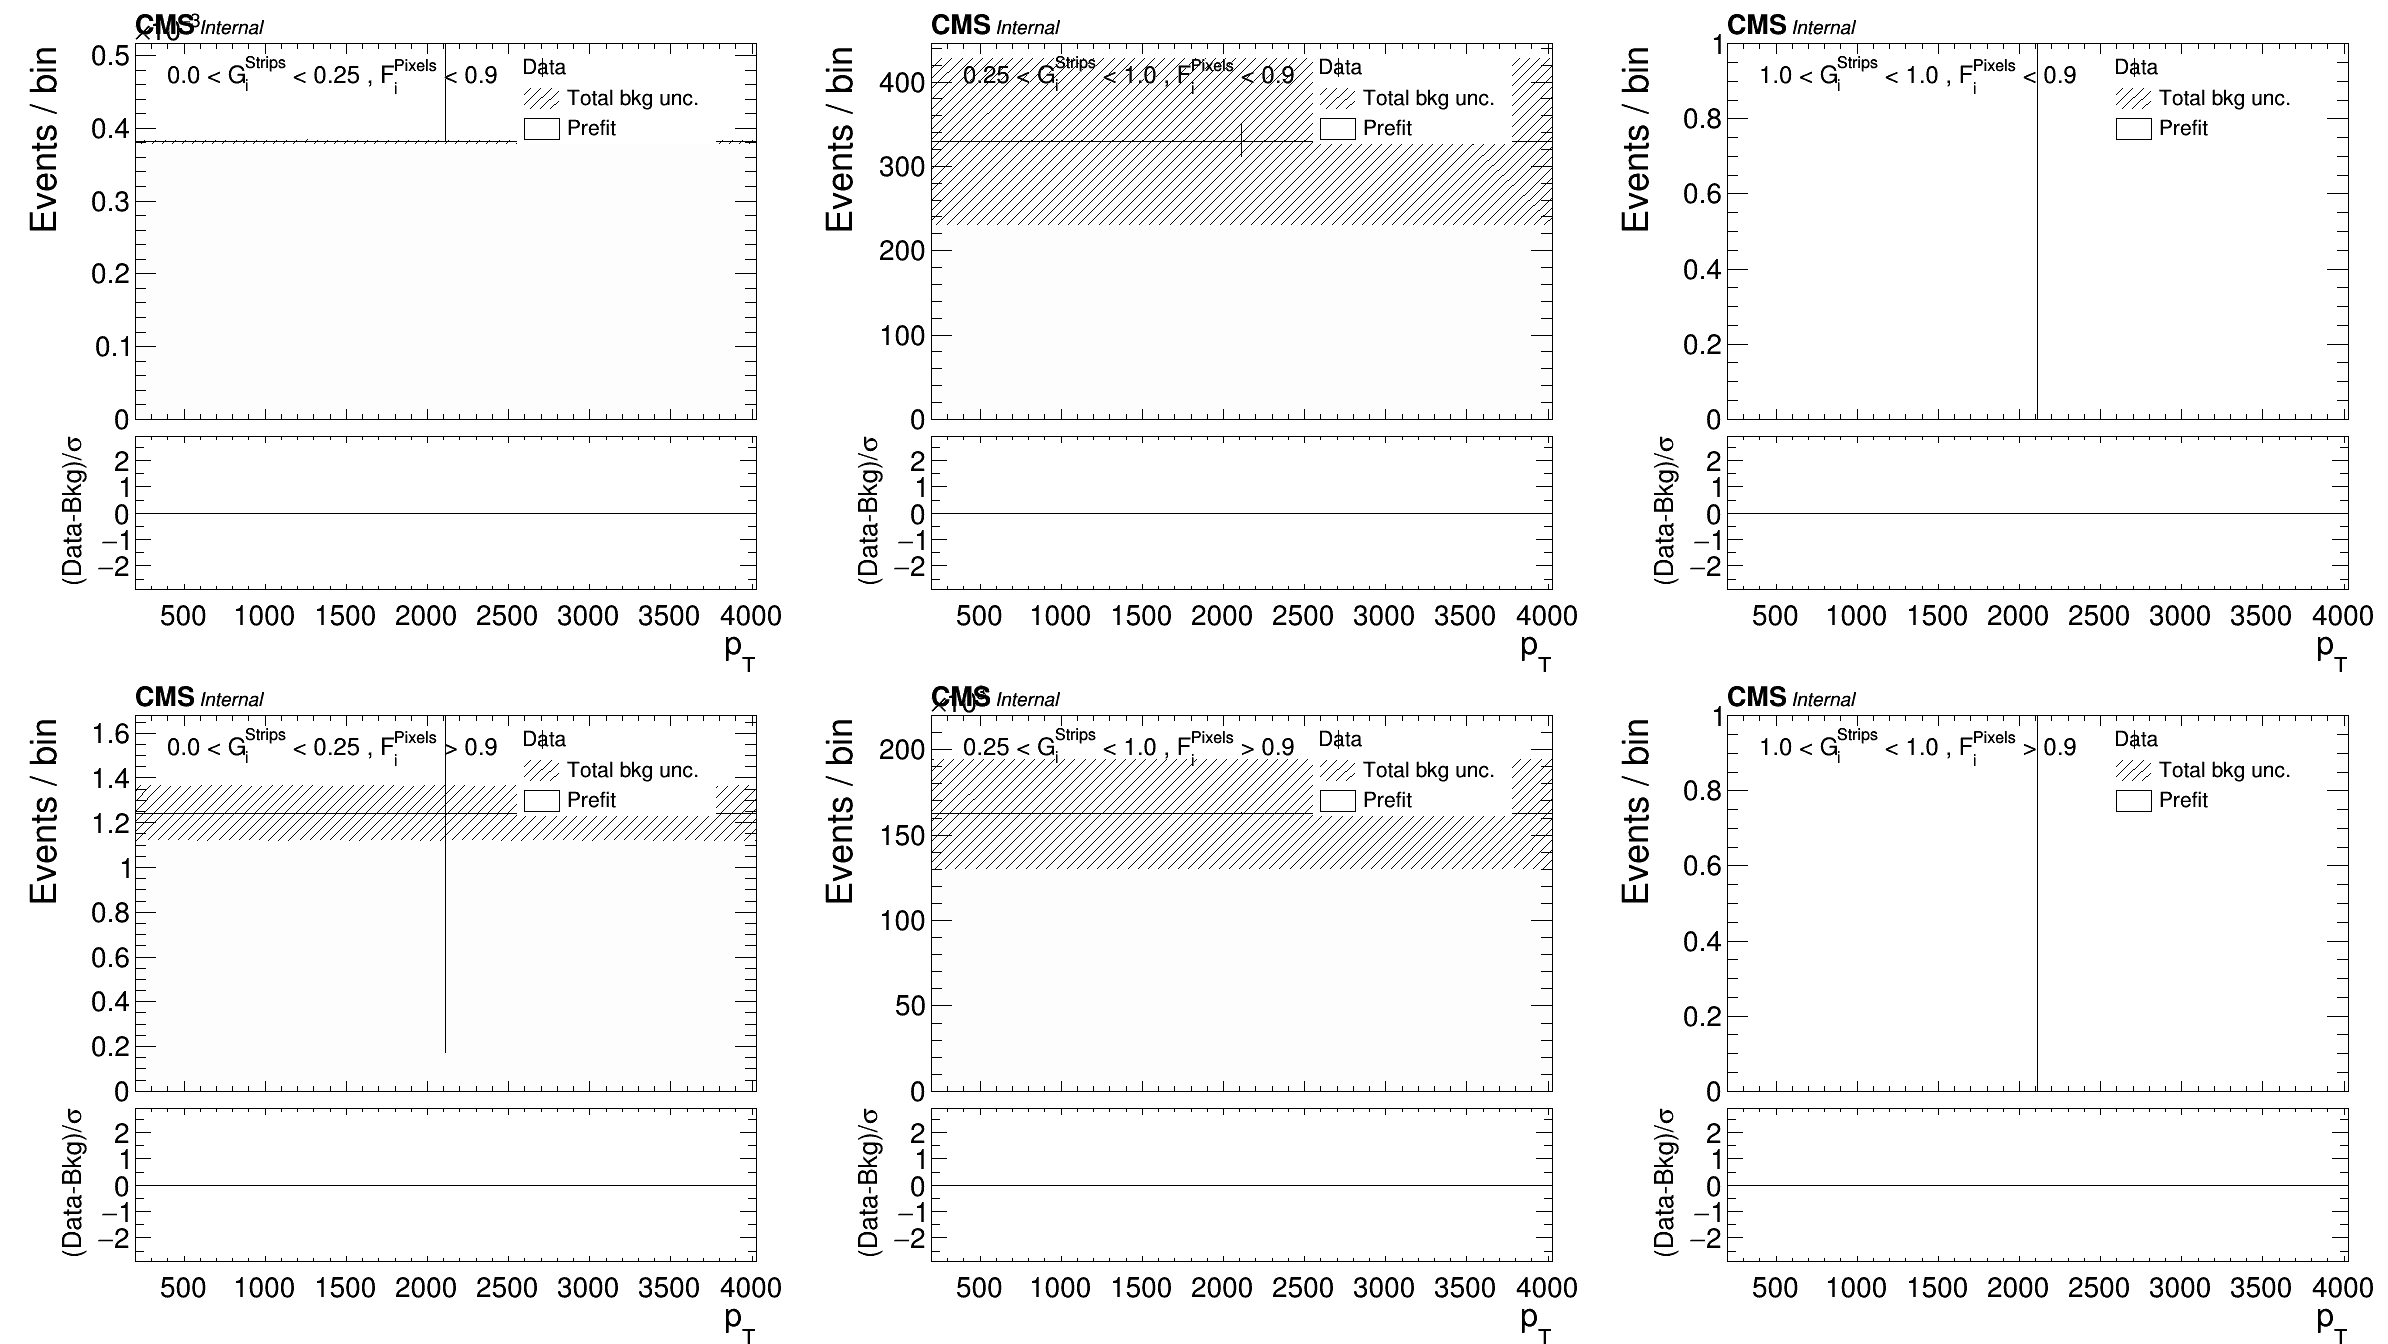 CMS Internal
×10⁻³
Events / bin
0.5
0.4
0.3
0.2
0.1
0
0.0 < G_i^Strips < 0.25 , F_i^Pixels < 0.9
Data
Total bkg unc.
Prefit
(Data-Bkg)/σ
2
1
0
−1
−2
500 1000 1500 2000 2500 3000 3500 4000
p_T
CMS Internal
Events / bin
400
300
200
100
0
0.25 < G_i^Strips < 1.0 , F_i^Pixels < 0.9
Data
Total bkg unc.
Prefit
(Data-Bkg)/σ
2
1
0
−1
−2
500 1000 1500 2000 2500 3000 3500 4000
p_T
CMS Internal
Events / bin
1
0.8
0.6
0.4
0.2
0
1.0 < G_i^Strips < 1.0 , F_i^Pixels < 0.9
Data
Total bkg unc.
Prefit
(Data-Bkg)/σ
2
1
0
−1
−2
500 1000 1500 2000 2500 3000 3500 4000
p_T
CMS Internal
Events / bin
1.6
1.4
1.2
1
0.8
0.6
0.4
0.2
0
0.0 < G_i^Strips < 0.25 , F_i^Pixels > 0.9
Data
Total bkg unc.
Prefit
(Data-Bkg)/σ
2
1
0
−1
−2
500 1000 1500 2000 2500 3000 3500 4000
p_T
CMS Internal
Events / bin
200
150
100
50
0
0.25 < G_i^Strips < 1.0 , F_i^Pixels > 0.9
Data
Total bkg unc.
Prefit
(Data-Bkg)/σ
2
1
0
−1
−2
500 1000 1500 2000 2500 3000 3500 4000
p_T
CMS Internal
Events / bin
1
0.8
0.6
0.4
0.2
0
1.0 < G_i^Strips < 1.0 , F_i^Pixels > 0.9
Data
Total bkg unc.
Prefit
(Data-Bkg)/σ
2
1
0
−1
−2
500 1000 1500 2000 2500 3000 3500 4000
p_T